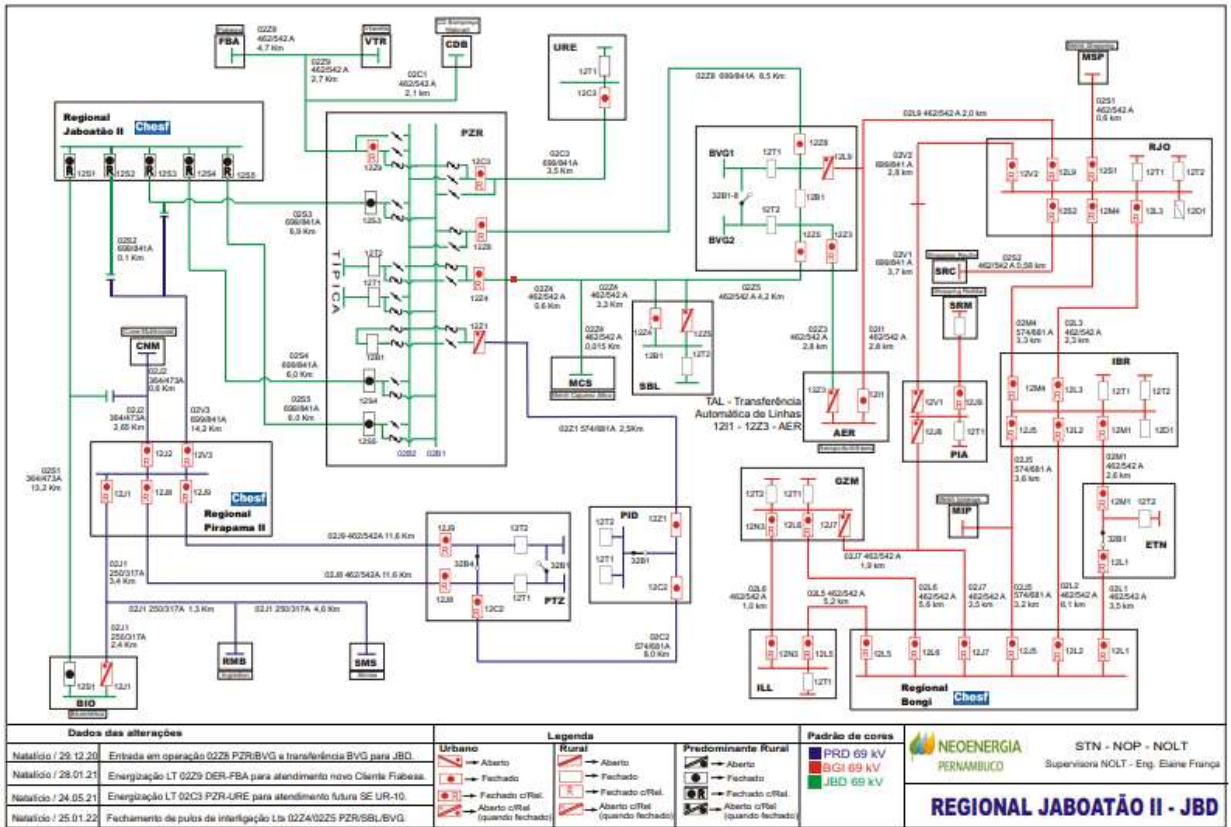 FBA
02Z8
462/542 A
4.7 Km
VTR
CDB
02Z9
462/542 A
2,7 Km
02C1
462/542 A
2,1 km
URE
12T1
12C3
02Z8 699/841A 8,5 Km
MSP
02S1
462/542 A
0,6 km
02L9 462/542 A 2,0 km
Regional
Jaboatão II
Chesf
12S1
12S2
12S3
12S4
12S5
PZR
12Z9
12C3
02C3
699/841A
3,5 Km
BVG1
12T1
12Z8
12L9
32B1-8
12B1
12T2
BVG2
12Z5
12Z3
02V2
699/841 A
2,8 km
RJO
12V2
12L9
12S1
12T1
12T2
12S2
12M4
12L3
12D1
02S3
699/841A
6,9 Km
12S3
12Z8
02S2
699/841A
0,1 Km
TÍPICA
12T2
12T1
12Z4
12Z1
12B1
12S4
12S5
02B2
02B1
02Z4
462/542 A
0,6 Km
02Z4
462/542 A
3,3 Km
02Z5
462/542 A 4,2 Km
02Z4
462/542 A
0,015 Km
MCS
12Z4
12Z5
12B1
12T2
SBL
02Z3
462/542 A
2,8 km
02I1
462/542 A
2,8 km
02V1
699/841 A
3,7 km
SRC
02S2
462/542 A 0,58 km
SRM
02M4
574/681 A
3,3 km
02L3
462/542 A
2,3 km
CNM
02J2
364/473A
0,6 Km
02J2
364/473A
3,65 Km
02V3
699/841A
14,2 Km
02S4
699/841A
6,0 Km
02S5
699/841A
6,0 Km
02Z1 574/681A 2,5Km
TAL - Transferência
Automática de Linhas
12I1 - 12Z3 - AER
12Z3
12I1
AER
12V1
12J8
12T1
PIA
IBR
12M4
12L3
12T1
12T2
12J5
12L2
12M1
12D1
02S1
364/473A
13,2 Km
12J2
12V3
12J1
12J8
12J9
Chesf
Regional
Pirapama II
02J5
574/681 A
3,6 km
02M1
462/542 A
2,6 km
GZM
12T2
12T1
12N3
12L6
12J7
MIP
12M1
12T2
32B1
12L1
ETN
02J9 462/542A 11,6 Km
02J8 462/542A 11,6 Km
12J9
12T2
32B4
32B1
12J8
12T1
12C2
PTZ
PID
12T2
12Z1
12T1
32B1
12C2
02J7 462/542 A
1,9 km
02J1
250/317A
3,4 Km
02J1 250/317A 1,3 Km
02J1 250/317A 4,6 Km
02J1
250/317A
2,4 Km
RMB
SMS
12S1
12J1
BIO
02C2
574/681A
6,0 Km
02L6
462/542 A
1,0 km
02L5 462/542 A
5,2 km
02L6
462/542 A
5,6 km
02J7
462/542 A
3,5 km
02J5
574/681 A
3,2 km
02L2
462/542 A
6,1 km
02L1
462/542 A
3,5 km
12N3
12L5
12T1
ILL
12L5
12L6
12J7
12J5
12L2
12L1
Regional
Bongi
Chesf
Dados das alterações
Natalício / 29.12.20 Entrada em operação 02Z8 PZR/BVG e transferência BVG para JBD.
Natalício / 28.01.21 Energização LT 02Z9 DER-FBA para atendimento novo Cliente Fiabesa.
Natalício / 24.05.21 Energização LT 02C3 PZR-URE para atendimento futura SE UR-10.
Natalício / 25.01.22 Fechamento de pulos de interligação Lts 02Z4/02Z5 PZR/SBL/BVG
Legenda
Urbano
Aberto
Fechado
Fechado c/Rel.
Aberto c/Rel
(quando fechado)
Rural
Aberto
Fechado
Fechado c/Rel.
Aberto c/Rel
(quando fechado)
Predominante Rural
Aberto
Fechado
Fechado c/Rel.
Aberto c/Rel
(quando fechado)
Padrão de cores
PRD 69 kV
BGI 69 kV
JBD 69 kV
NEOENERGIA
PERNAMBUCO
STN - NOP - NOLT
Supervisora NOLT - Eng. Elaine França
REGIONAL JABOATÃO II - JBD